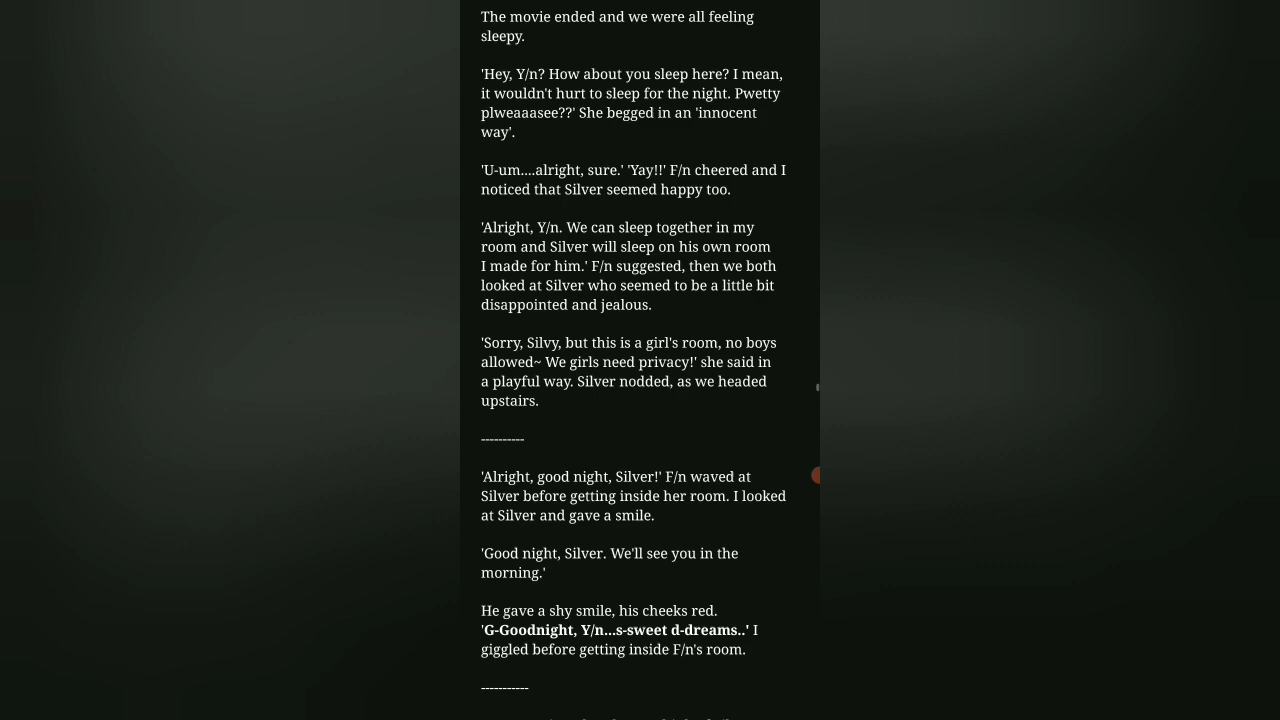 The movie ended and we were all feeling
sleepy.
'Hey, Y/n? How about you sleep here? I mean,
it wouldn't hurt to sleep for the night. Pwetty
plweaaasee??' She begged in an 'innocent
way'.
'U-um....alright, sure.' 'Yay!!' F/n cheered and I
noticed that Silver seemed happy too.
'Alright, Y/n. We can sleep together in my
room and Silver will sleep on his own room
I made for him.' F/n suggested, then we both
looked at Silver who seemed to be a little bit
disappointed and jealous.
'Sorry, Silvy, but this is a girl's room, no boys
allowed~ We girls need privacy!' she said in
a playful way. Silver nodded, as we headed
upstairs.
----------
'Alright, good night, Silver!' F/n waved at
Silver before getting inside her room. I looked
at Silver and gave a smile.
'Good night, Silver. We'll see you in the
morning.'
He gave a shy smile, his cheeks red.
'G-Goodnight, Y/n...s-sweet d-dreams..' I
giggled before getting inside F/n's room.
-----------